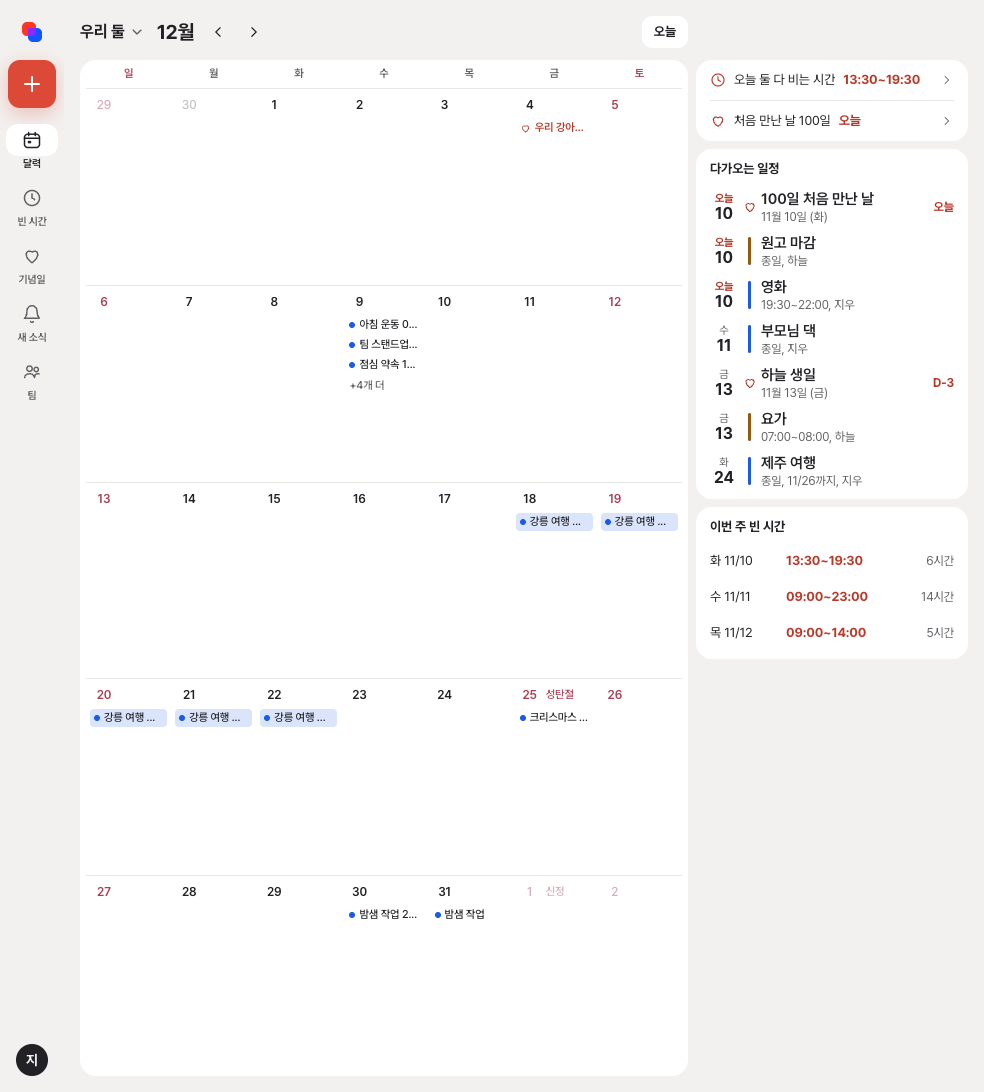 우리 둘 12월 오늘
달력
빈 시간
기념일
새 소식
팀
지
일 월 화 수 목 금 토
29 30 1 2 3 4 5
우리 강아...
6 7 8 9 10 11 12
아침 운동 0...
팀 스탠드업...
점심 약속 1...
+4개 더
13 14 15 16 17 18 19
강릉 여행 ... 강릉 여행 ...
20 21 22 23 24 25 성탄절 26
강릉 여행 ... 강릉 여행 ... 강릉 여행 ... 크리스마스 ...
27 28 29 30 31 1 신정 2
밤샘 작업 2... 밤샘 작업
오늘 둘 다 비는 시간 13:30~19:30
처음 만난 날 100일 오늘
다가오는 일정
오늘 10 100일 처음 만난 날 오늘
11월 10일 (화)
오늘 10 원고 마감
종일, 하늘
오늘 10 영화
19:30~22:00, 지우
수 11 부모님 댁
종일, 지우
금 13 하늘 생일 D-3
11월 13일 (금)
금 13 요가
07:00~08:00, 하늘
화 24 제주 여행
종일, 11/26까지, 지우
이번 주 빈 시간
화 11/10 13:30~19:30 6시간
수 11/11 09:00~23:00 14시간
목 11/12 09:00~14:00 5시간